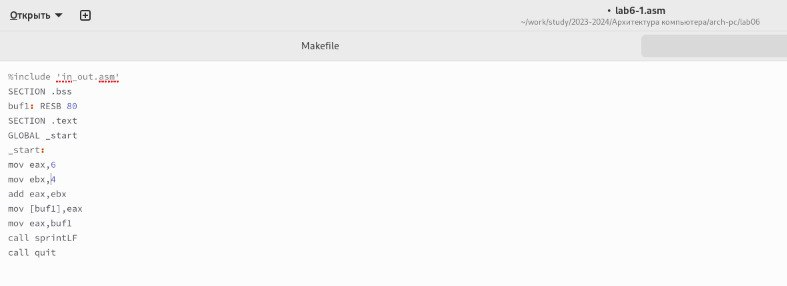 Открыть
• lab6-1.asm
~/work/study/2023-2024/Архитектура компьютера/arch-pc/lab06
Makefile
%include 'in_out.asm'
SECTION .bss
buf1: RESB 80
SECTION .text
GLOBAL _start
_start:
mov eax,6
mov ebx,4
add eax,ebx
mov [buf1],eax
mov eax,buf1
call sprintLF
call quit